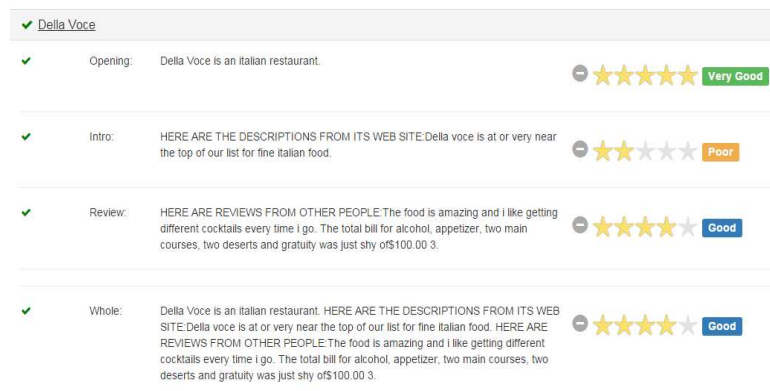 Della Voce
Opening: Della Voce is an italian restaurant. Very Good
Intro: HERE ARE THE DESCRIPTIONS FROM ITS WEB SITE:Della voce is at or very near
the top of our list for fine italian food. Poor
Review: HERE ARE REVIEWS FROM OTHER PEOPLE:The food is amazing and i like getting
different cocktails every time i go. The total bill for alcohol, appetizer, two main Good
courses, two deserts and gratuity was just shy of$100.00 3.
Whole: Della Voce is an italian restaurant. HERE ARE THE DESCRIPTIONS FROM ITS WEB
SITE:Della voce is at or very near the top of our list for fine italian food. HERE ARE Good
REVIEWS FROM OTHER PEOPLE:The food is amazing and i like getting different
cocktails every time i go. The total bill for alcohol, appetizer, two main courses, two
deserts and gratuity was just shy of$100.00 3.